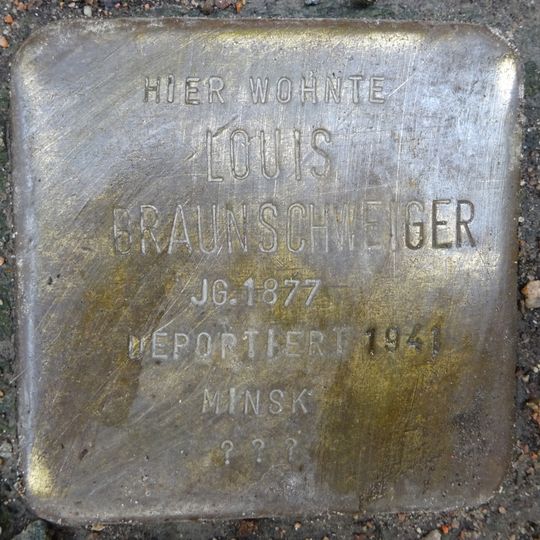 HIER WOHNTE
LOUIS
BRAUNSCHWEIGER
JG. 1877
DEPORTIERT 1941
MINSK
? ? ?